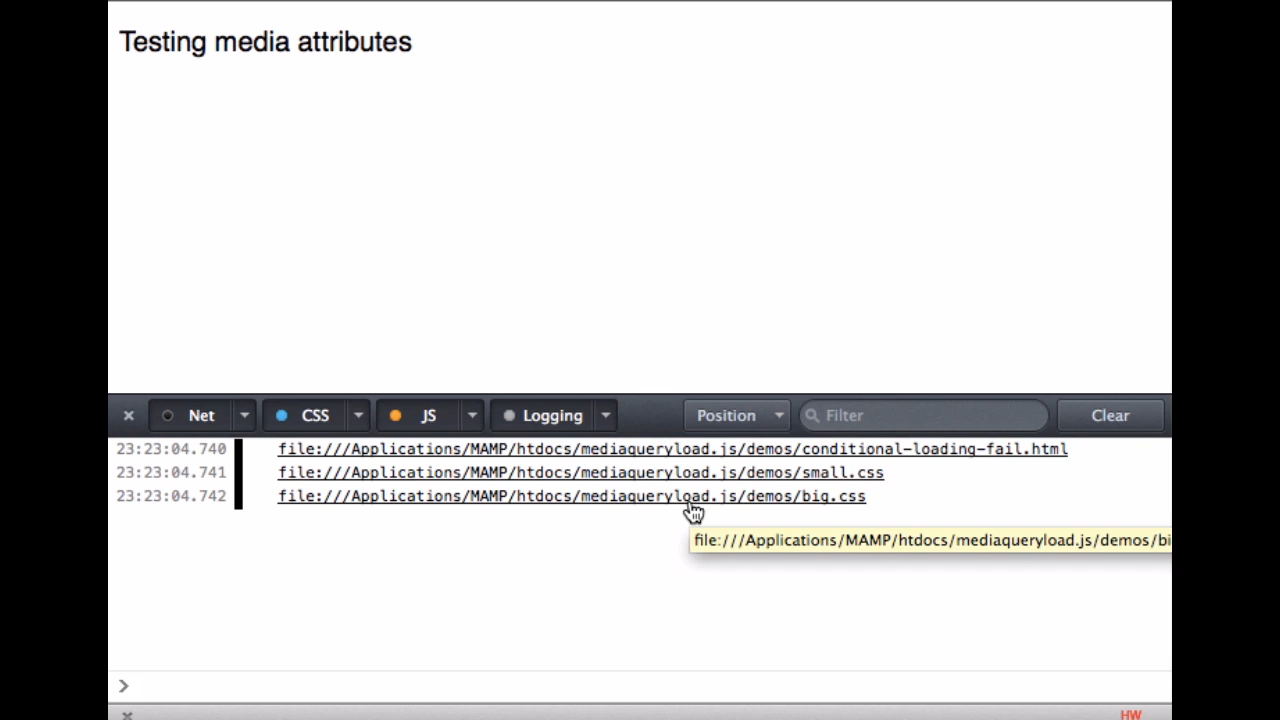 Testing media attributes
× Net CSS JS Logging Position Filter Clear
23:23:04.740 file:///Applications/MAMP/htdocs/mediaqueryload.js/demos/conditional-loading-fail.html
23:23:04.741 file:///Applications/MAMP/htdocs/mediaqueryload.js/demos/small.css
23:23:04.742 file:///Applications/MAMP/htdocs/mediaqueryload.js/demos/big.css
file:///Applications/MAMP/htdocs/mediaqueryload.js/demos/bi
HW